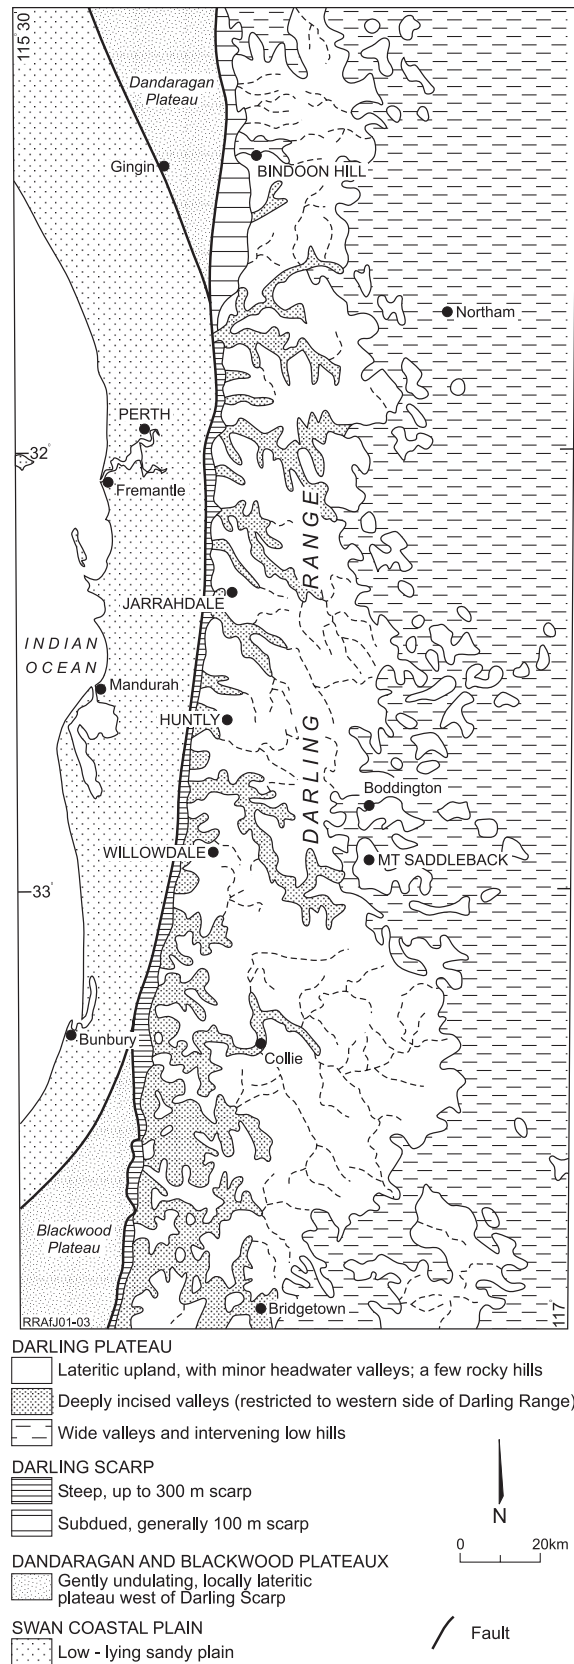 115 30'
Dandaragan
Plateau
Gingin
BINDOON HILL
Northam
PERTH
32°
Fremantle
RANGE
JARRAHDALE
INDIAN
OCEAN
Mandurah
HUNTLY
DARLING
Boddington
WILLOWDALE
MT SADDLEBACK
33°
Bunbury
Collie
Blackwood
Plateau
Bridgetown
RRAfJ01-03
117°
DARLING PLATEAU
Lateritic upland, with minor headwater valleys; a few rocky hills
Deeply incised valleys (restricted to western side of Darling Range)
Wide valleys and intervening low hills
DARLING SCARP
Steep, up to 300 m scarp
Subdued, generally 100 m scarp
N
0 20km
DANDARAGAN AND BLACKWOOD PLATEAUX
Gently undulating, locally lateritic
plateau west of Darling Scarp
SWAN COASTAL PLAIN
Low - lying sandy plain
Fault